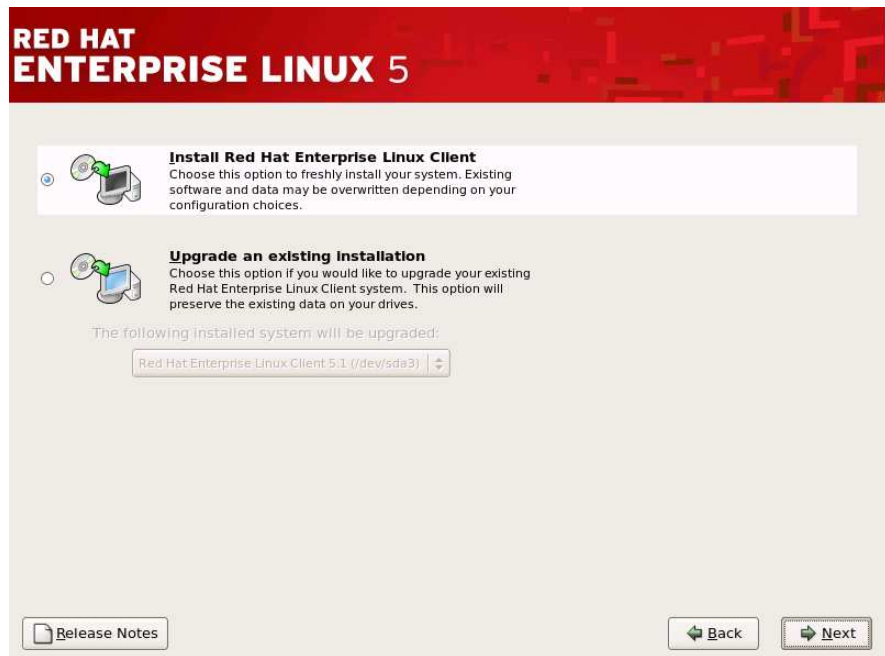 RED HAT
ENTERPRISE LINUX 5
Install Red Hat Enterprise Linux Client
Choose this option to freshly install your system. Existing
software and data may be overwritten depending on your
configuration choices.
Upgrade an existing installation
Choose this option if you would like to upgrade your existing
Red Hat Enterprise Linux Client system. This option will
preserve the existing data on your drives.
The following installed system will be upgraded:
Red Hat Enterprise Linux Client 5.1 (/dev/sda3)
Release Notes
Back
Next